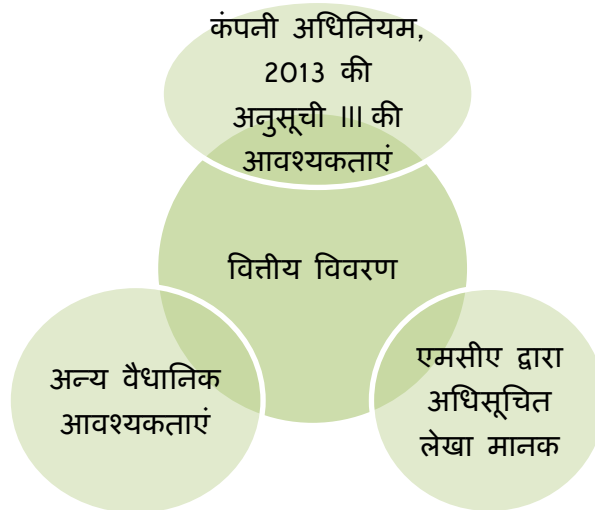 कंपनी अधिनियम,
2013 की
अनुसूची III की
आवश्यकताएं
वित्तीय विवरण
अन्य वैधानिक
आवश्यकताएं
एमसीए द्वारा
अधिसूचित
लेखा मानक